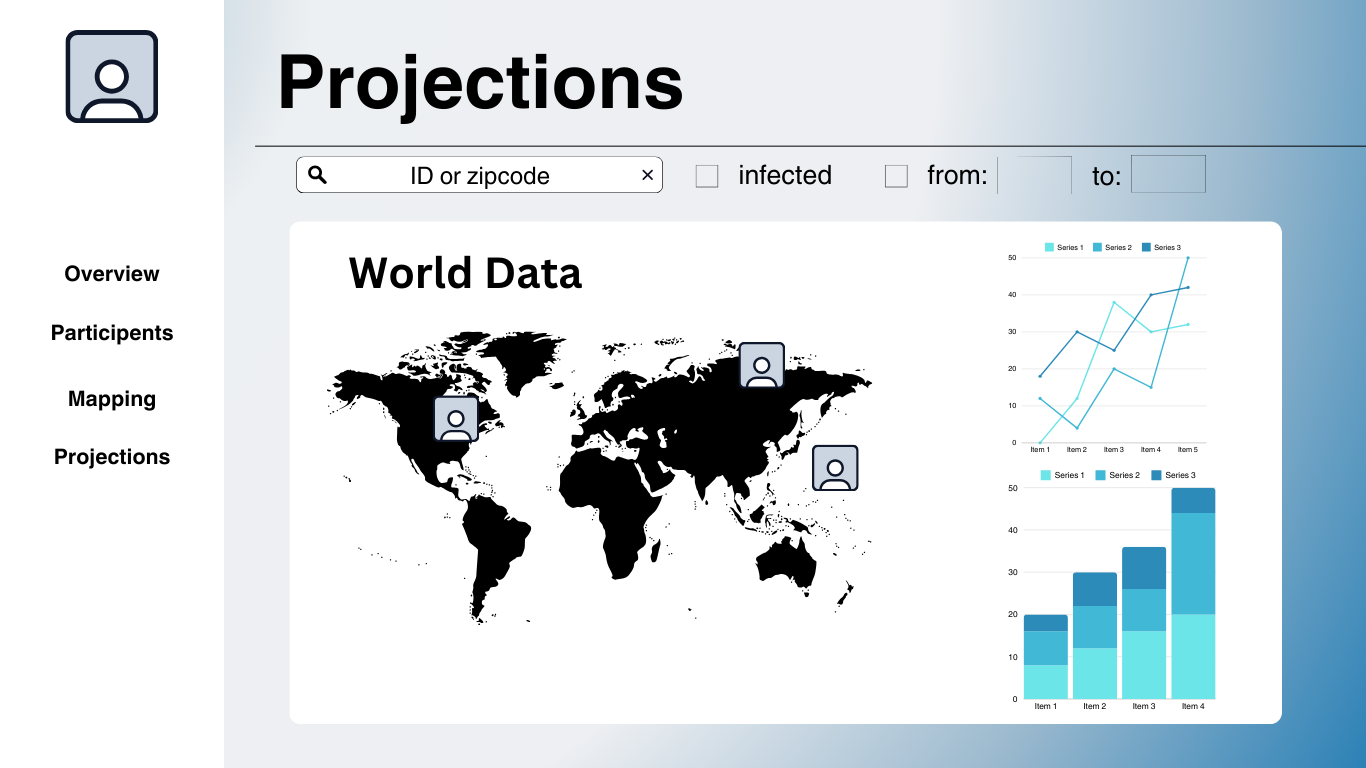 Projections
ID or zipcode ×
infected
from:
to:
Overview
Participents
Mapping
Projections
World Data
Series 1 Series 2 Series 3
50
40
30
20
10
0
Item 1 Item 2 Item 3 Item 4 Item 5
Series 1 Series 2 Series 3
50
40
30
20
10
0
Item 1 Item 2 Item 3 Item 4